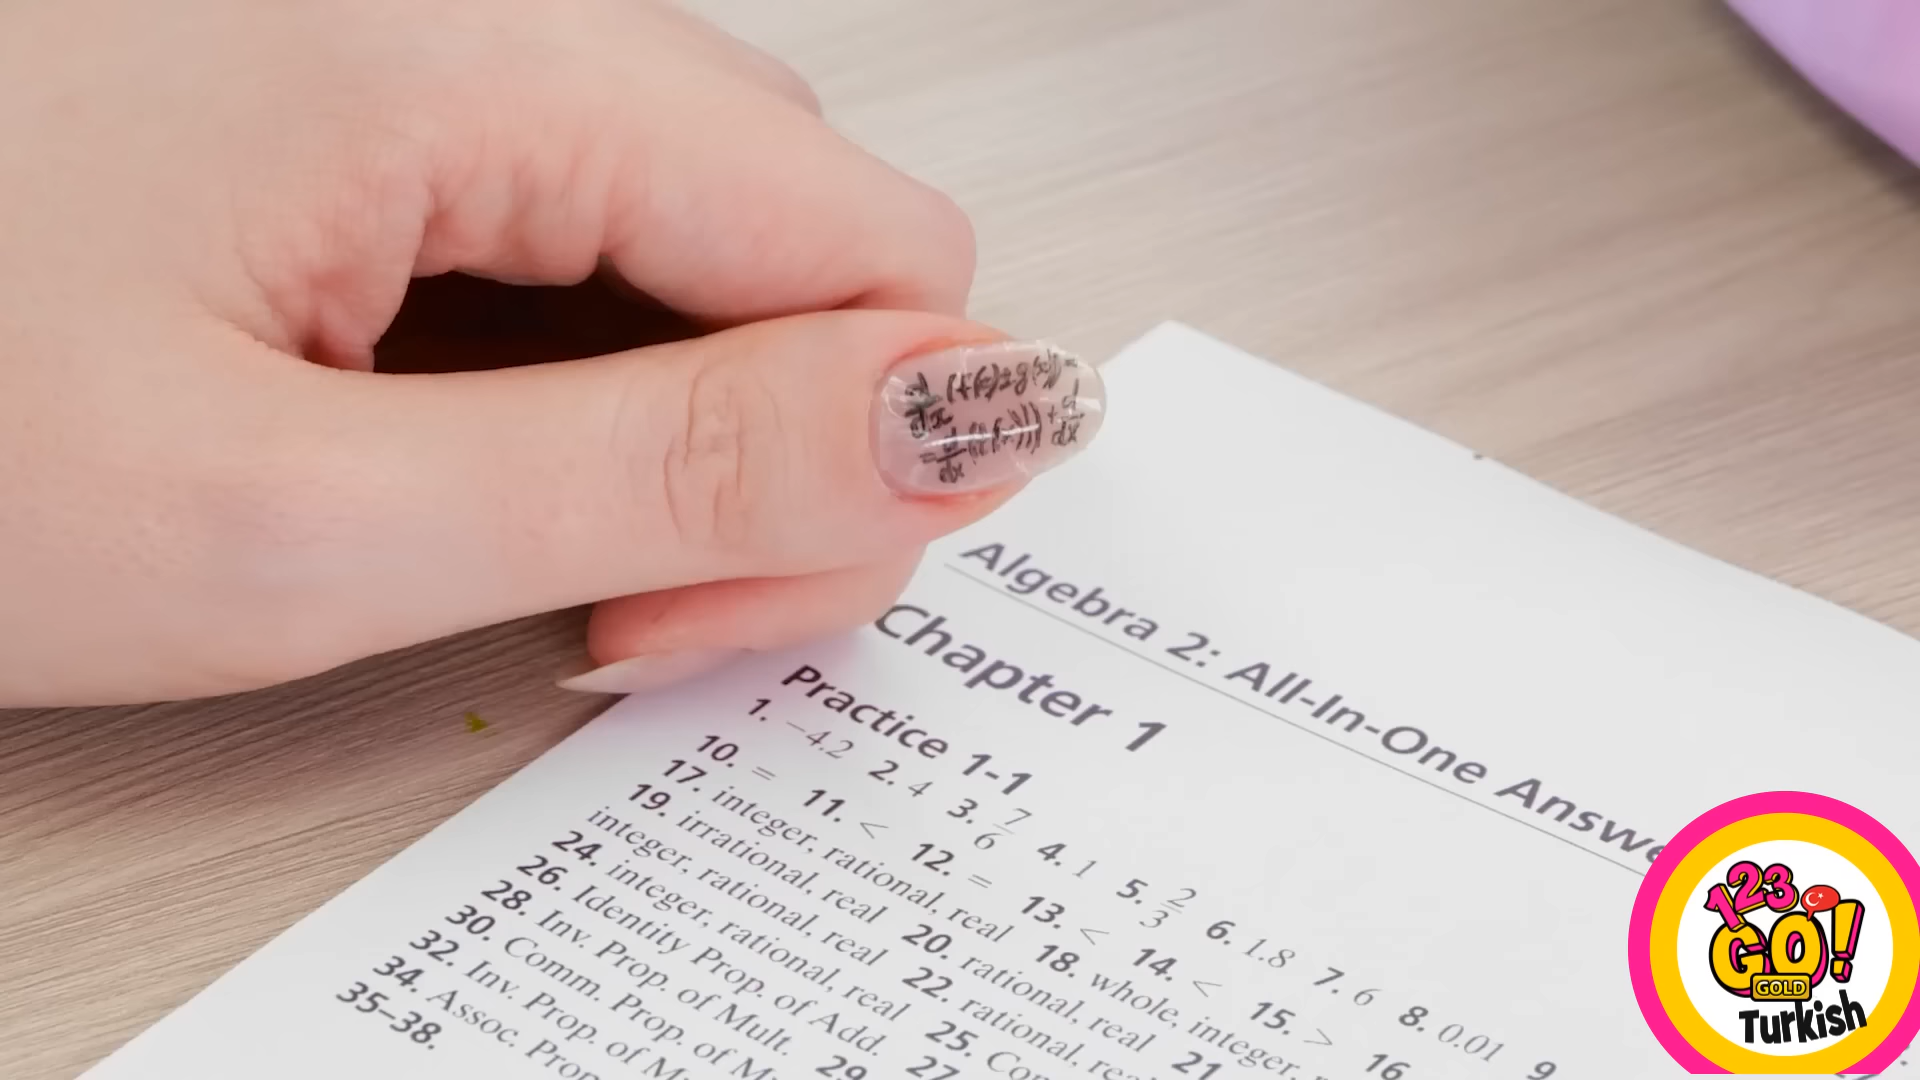 Algebra 2: All-In-One Answe
Chapter 1
Practice 1-1
1. −4.2 2. 4 3. 7/6 4. 1 5. 2/3 6. 1.8 7. 6 8. 0.01 9
10. = 11. < 12. = 13. < 14. < 15. > 16
17. integer, rational, real 18. whole, integer,
19. irrational, real 20. rational, real 21
integer, rational, real 22. rational,
24. integer, rational, real 25.
26. Identity Prop. of Add. 27
28. Inv. Prop. of Mult. 29
30. Comm. Prop. of
32. Inv. Prop. of
34. Assoc. Prop
35–38.
123
GO!
GOLD
Turkish